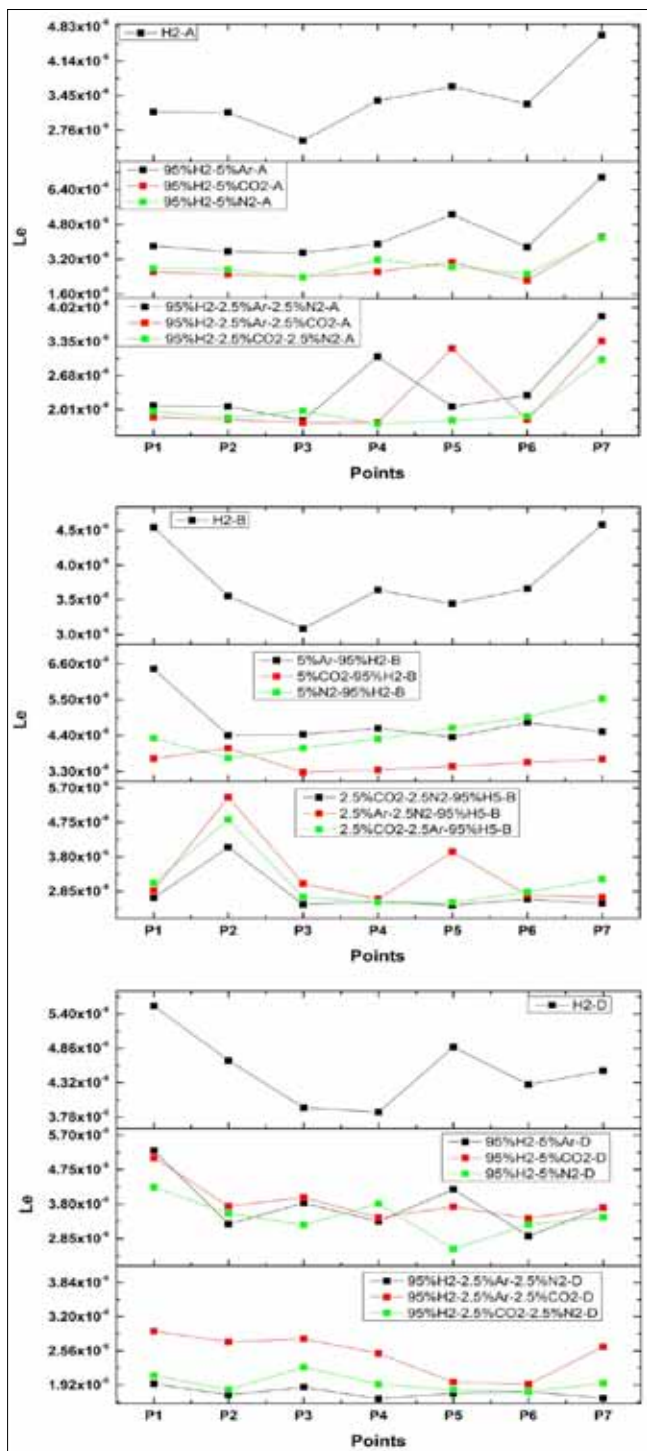 H2-A
4.83x10⁻⁶
4.14x10⁻⁶
3.45x10⁻⁶
2.76x10⁻⁶
95%H2-5%Ar-A
95%H2-5%CO2-A
95%H2-5%N2-A
6.40x10⁻⁶
4.80x10⁻⁶
3.20x10⁻⁶
1.60x10⁻⁶
Le
95%H2-2.5%Ar-2.5%N2-A
95%H2-2.5%Ar-2.5%CO2-A
95%H2-2.5%CO2-2.5%N2-A
4.02x10⁻⁶
3.35x10⁻⁶
2.68x10⁻⁶
2.01x10⁻⁶
P1 P2 P3 P4 P5 P6 P7
Points
H2-B
4.5x10⁻⁶
4.0x10⁻⁶
3.5x10⁻⁶
3.0x10⁻⁶
5%Ar-95%H2-B
5%CO2-95%H2-B
5%N2-95%H2-B
6.60x10⁻⁶
5.50x10⁻⁶
4.40x10⁻⁶
3.30x10⁻⁶
2.5%CO2-2.5N2-95%H5-B
2.5%Ar-2.5N2-95%H5-B
2.5%CO2-2.5Ar-95%H5-B
5.70x10⁻⁶
4.75x10⁻⁶
3.80x10⁻⁶
2.85x10⁻⁶
P1 P2 P3 P4 P5 P6 P7
Points
H2-D
5.40x10⁻⁶
4.86x10⁻⁶
4.32x10⁻⁶
3.78x10⁻⁶
95%H2-5%Ar-D
95%H2-5%CO2-D
95%H2-5%N2-D
5.70x10⁻⁶
4.75x10⁻⁶
3.80x10⁻⁶
2.85x10⁻⁶
Le
95%H2-2.5%Ar-2.5%N2-D
95%H2-2.5%Ar-2.5%CO2-D
95%H2-2.5%CO2-2.5%N2-D
3.84x10⁻⁶
3.20x10⁻⁶
2.56x10⁻⁶
1.92x10⁻⁶
P1 P2 P3 P4 P5 P6 P7
Points